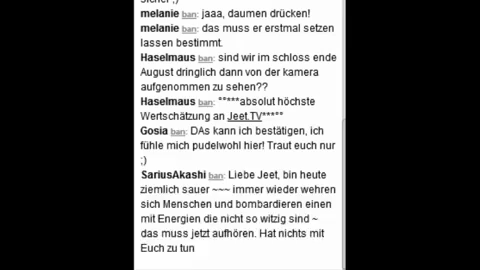 sicher ;)
melanie ban: jaaa, daumen drücken!
melanie ban: das muss er erstmal setzen
lassen bestimmt.
Haselmaus ban: sind wir im schloss ende
August dringlich dann von der kamera
aufgenommen zu sehen??
Haselmaus ban: °°****absolut höchste
Wertschätzung an Jeet.TV***°°
Gosia ban: DAs kann ich bestätigen, ich
fühle mich pudelwohl hier! Traut euch nur
;)
SariusAkashi ban: Liebe Jeet, bin heute
ziemlich sauer ~~~ immer wieder wehren
sich Menschen und bombardieren einen
mit Energien die nicht so witzig sind ~
das muss jetzt aufhören. Hat nichts mit
Euch zu tun